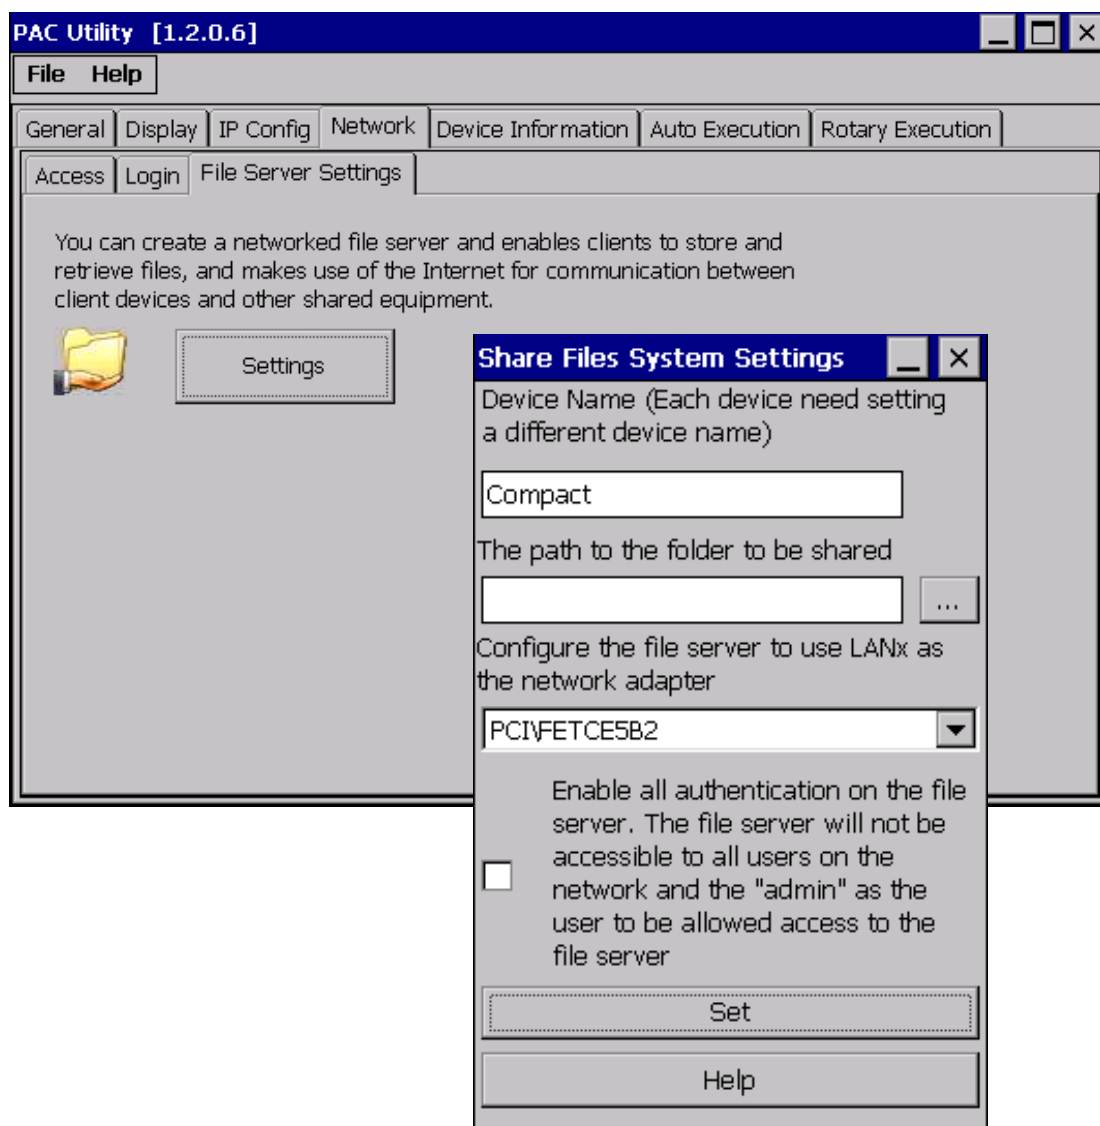 PAC Utility [1.2.0.6]
File Help
General Display IP Config Network Device Information Auto Execution Rotary Execution
Access Login File Server Settings
You can create a networked file server and enables clients to store and
retrieve files, and makes use of the Internet for communication between
client devices and other shared equipment.
Settings
Share Files System Settings
Device Name (Each device need setting
a different device name)
Compact
The path to the folder to be shared
...
Configure the file server to use LANx as
the network adapter
PCI\FETCE5B2
Enable all authentication on the file
server. The file server will not be
accessible to all users on the
network and the "admin" as the
user to be allowed access to the
file server
Set
Help